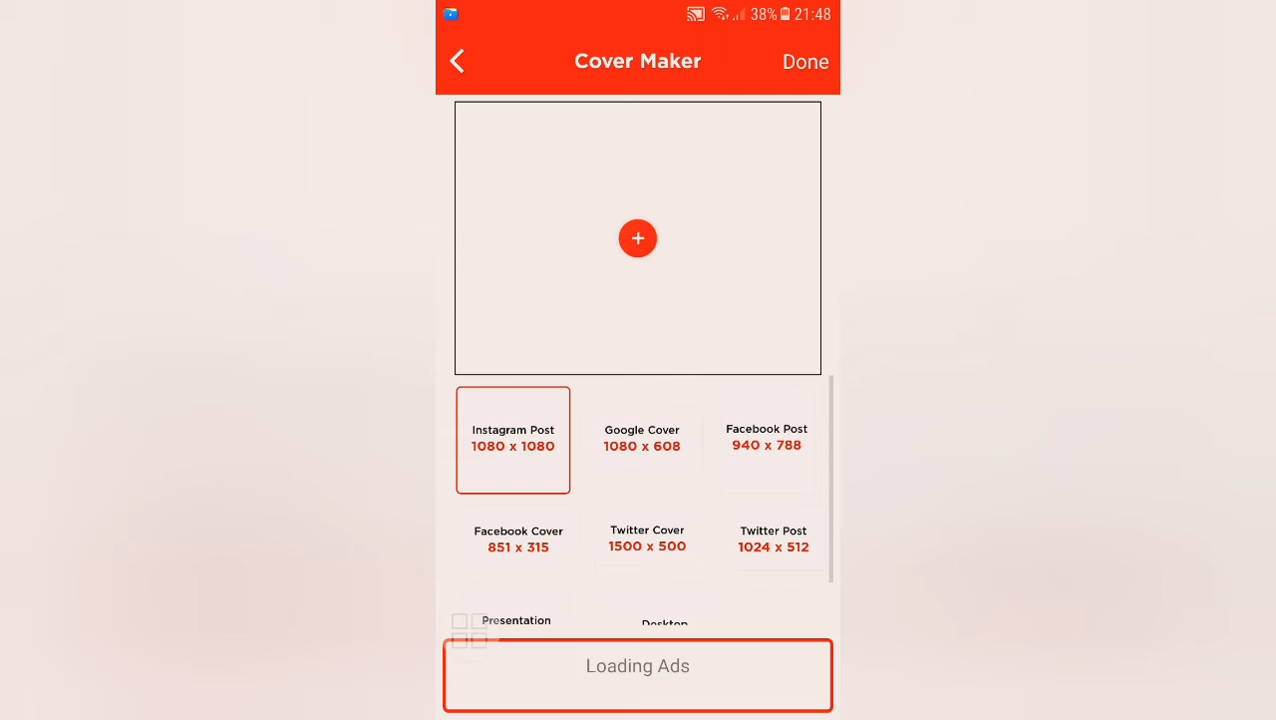 38% 21:48
Cover Maker Done
Instagram Post
1080 x 1080
Google Cover
1080 x 608
Facebook Post
940 x 788
Facebook Cover
851 x 315
Twitter Cover
1500 x 500
Twitter Post
1024 x 512
Presentation
Desktop
Loading Ads